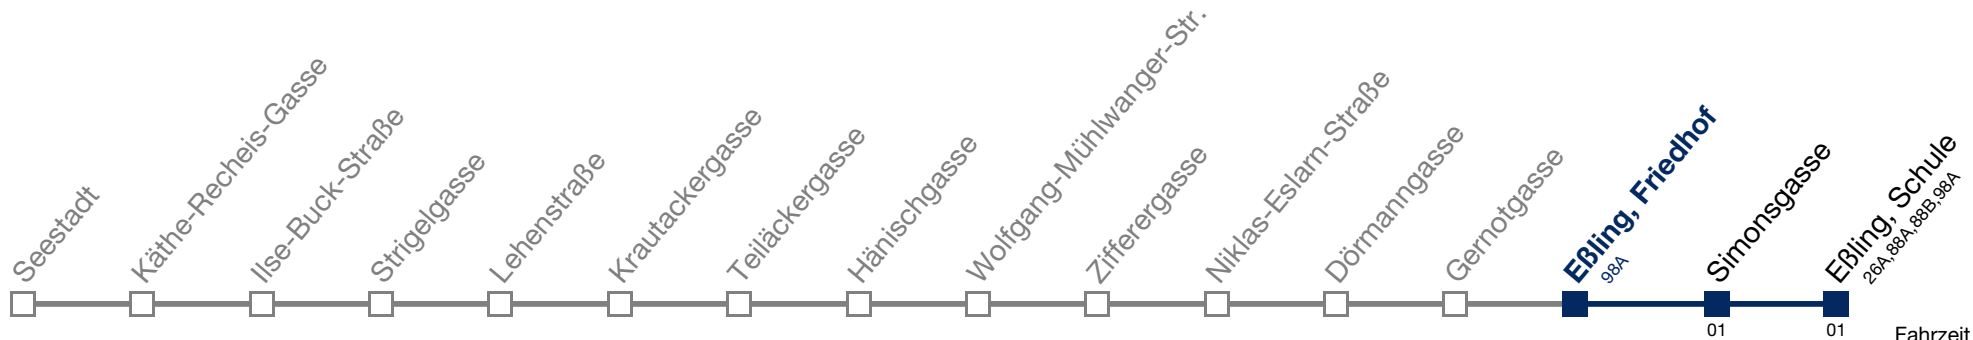 Seestadt
Käthe-Recheis-Gasse
Ilse-Buck-Straße
Strigelgasse
Lehenstraße
Krautackergasse
Teiläckergasse
Hänischgasse
Wolfgang-Mühlwanger-Str.
Zifferergasse
Niklas-Eslarn-Straße
Dörmanngasse
Gernotgasse
Eßling, Friedhof
98A
Simonsgasse
Eßling, Schule
26A,88A,88B,98A
01
01
Fahrzeit